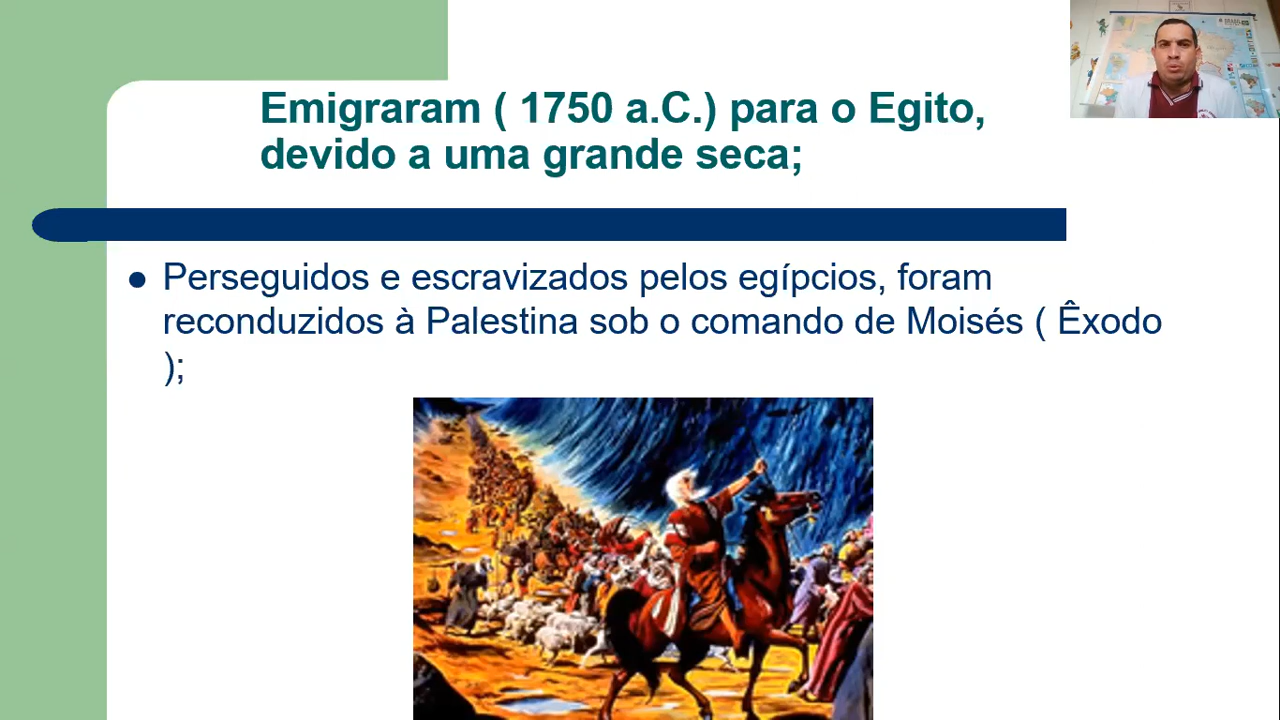 Emigraram ( 1750 a.C.) para o Egito,
devido a uma grande seca;
Perseguidos e escravizados pelos egípcios, foram
reconduzidos à Palestina sob o comando de Moisés ( Êxodo
);